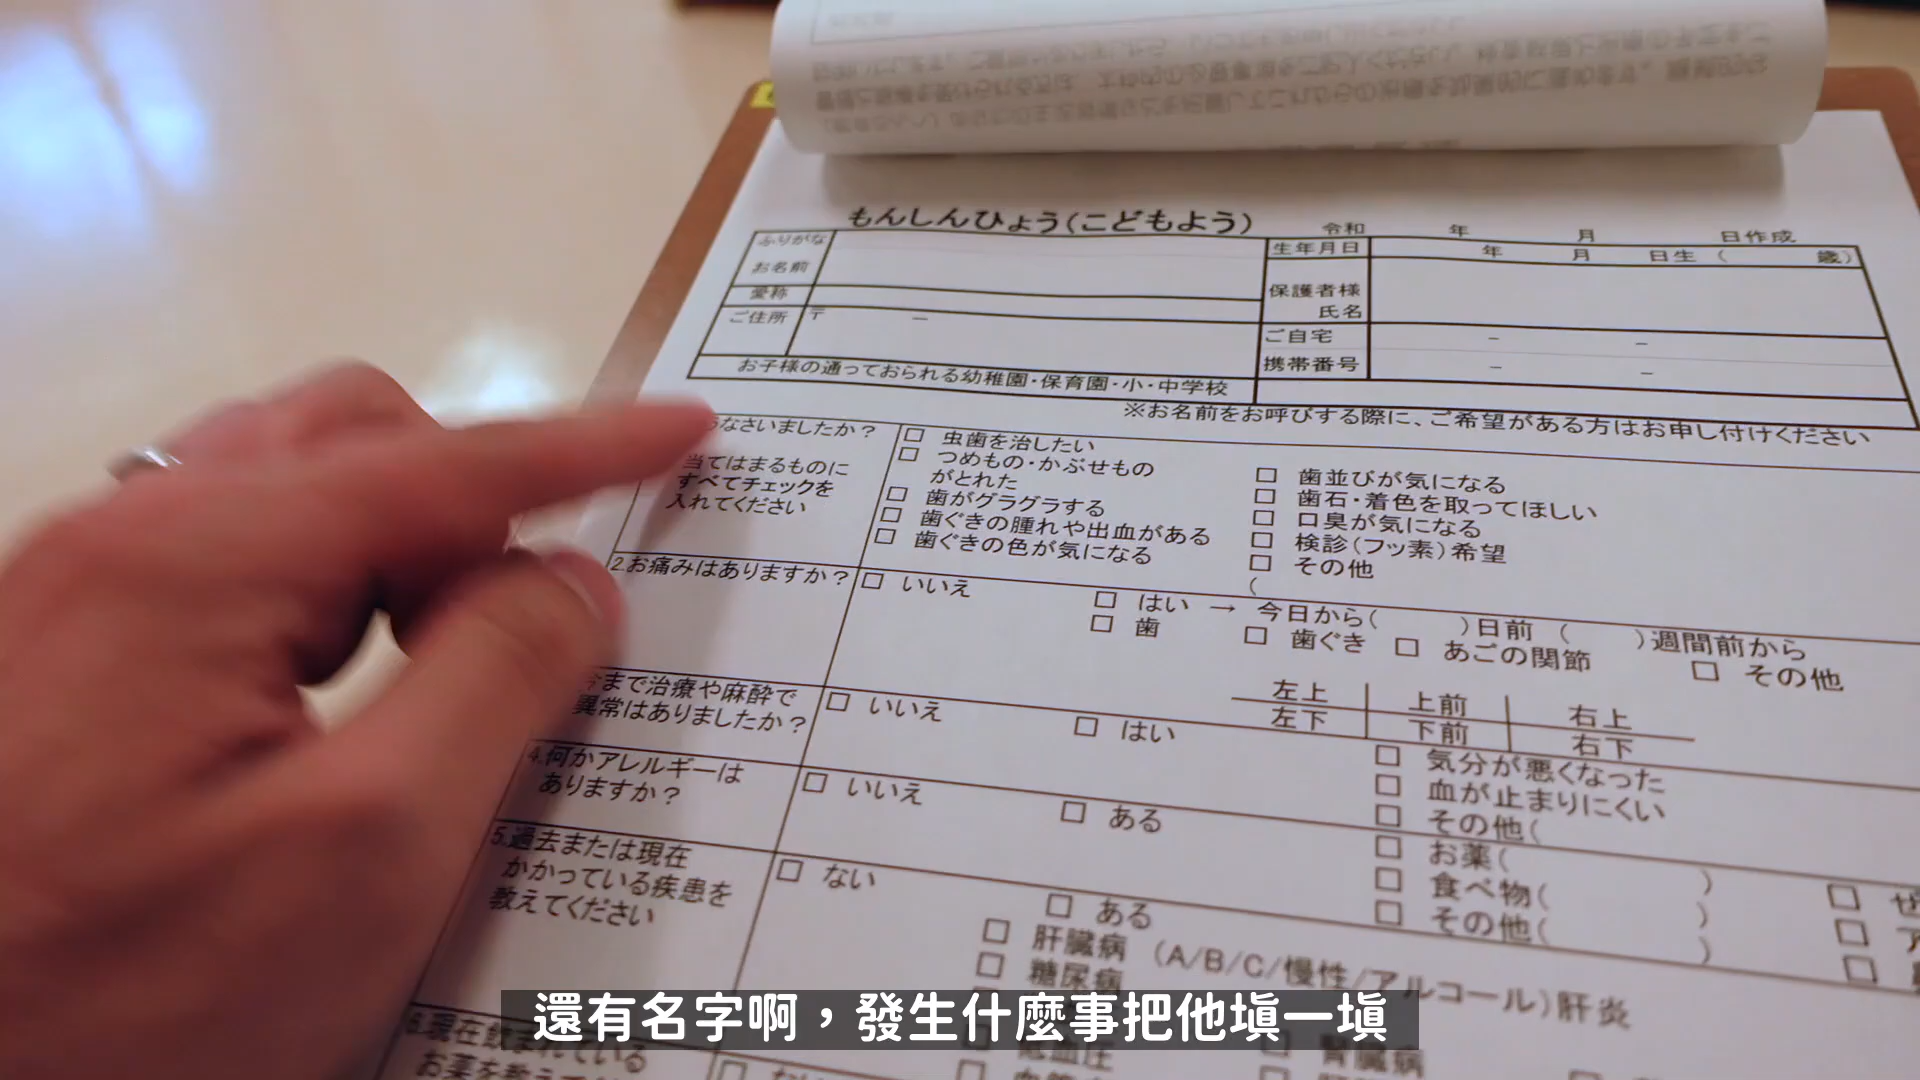 もんしんひょう(こどもよう)
令和 年 月 日作成
ふりがな
お名前
生年月日 年 月 日生 ( 歳)
愛称
保護者様
氏名
ご住所 〒 －
ご自宅 － －
携帯番号 － －
お子様の通っておられる幼稚園・保育園・小・中学校
※お名前をお呼びする際に、ご希望がある方はお申し付けください
うなさいましたか?
当てはまるものに
すべてチェックを
入れてください
□ 虫歯を治したい
□ つめもの・かぶせもの
がとれた
□ 歯がグラグラする
□ 歯ぐきの腫れや出血がある
□ 歯ぐきの色が気になる
□ 歯並びが気になる
□ 歯石・着色を取ってほしい
□ 口臭が気になる
□ 検診(フッ素)希望
□ その他
(
2.お痛みはありますか?
□ いいえ
□ はい → 今日から( )日前 ( )週間前から
□ 歯 □ 歯ぐき □ あごの関節 □ その他
左上 上前 右上
左下 下前 右下
今まで治療や麻酔で
異常はありましたか?
□ いいえ □ はい
□ 気分が悪くなった
□ 血が止まりにくい
□ その他(
4.何かアレルギーは
ありますか?
□ いいえ □ ある
□ お薬( )
□ 食べ物( )
□ その他( )
5.過去または現在
かかっている疾患を
教えてください
□ ない
□ ある
□ 肝臓病 (A/B/C/慢性/アルコール)肝炎
□ 糖尿病
□ 腎臓病
6.現在飲まれている
還有名字啊，發生什麼事把他填一填